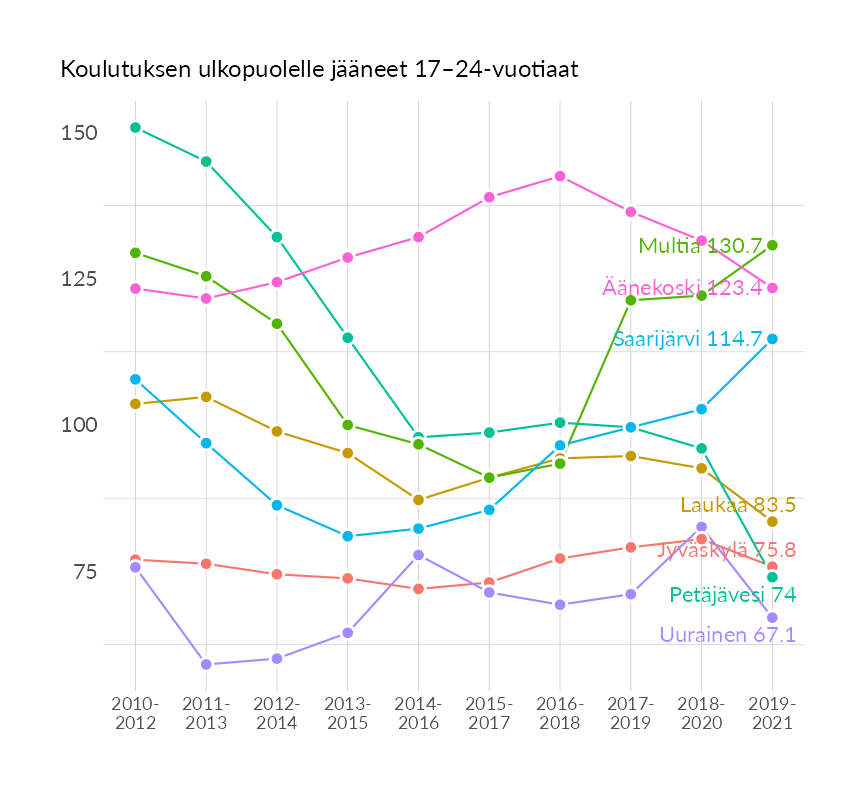 Koulutuksen ulkopuolelle jääneet 17–24-vuotiaat
150
125
100
75
Multia 130.7
Äänekoski 123.4
Saarijärvi 114.7
Laukaa 83.5
Jyväskylä 75.8
Petäjävesi 74
Uurainen 67.1
2010- 2011- 2012- 2013- 2014- 2015- 2016- 2017- 2018- 2019-
2012 2013 2014 2015 2016 2017 2018 2019 2020 2021